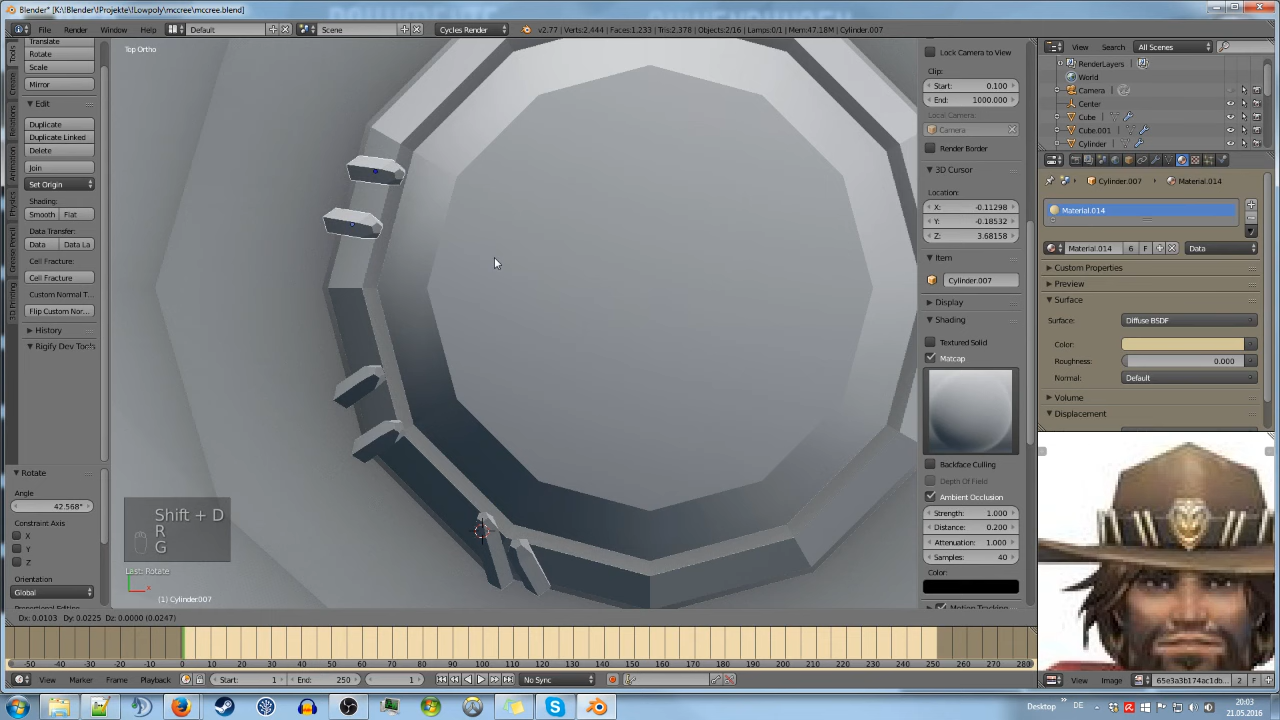 Blender* [K:\!Blender\!Projekte\!Lowpoly\mccree\mccree.blend]
File Render Window Help Default Scene Cycles Render v2.77 | Verts:2.444 | Faces:1.233 | Tris:2.378 | Objects:2/16 | Lamps:0/1 | Mem:47.18M | Cylinder.007
Translate
Rotate
Scale
Mirror
Edit
Duplicate
Duplicate Linked
Delete
Join
Set Origin
Shading:
Smooth Flat
Data Transfer:
Data Data La
Cell Fracture:
Cell Fracture
Custom Normal T...
Flip Custom Nor...
History
Rigify Dev Tools
Tools
Create
Relations
Animation
Physics
Grease Pencil
3D Printing
Rotate
Angle
42.568°
Constraint Axis
X
Y
Z
Orientation
Global
Top Ortho
Shift + D
R
G
Last: Rotate
(1) Cylinder.007
Dx: 0.0103 Dy: 0.0225 Dz: 0.0000 (0.0247)
Lock Camera to View
Clip:
Start: 0.100
End: 1000.000
Local Camera:
Camera
Render Border
3D Cursor
Location:
X: -0.11298
Y: -0.18532
Z: 3.68158
Item
Cylinder.007
Display
Shading
Textured Solid
Matcap
Backface Culling
Depth Of Field
Ambient Occlusion
Strength: 1.000
Distance: 0.200
Attenuation: 1.000
Samples: 40
Color:
Motion Tracking
View Search All Scenes
RenderLayers
World
Camera
Center
Cube
Cube.001
Cylinder
Cylinder.007 Material.014
Material.014
Material.014 6 F Data
Custom Properties
Preview
Surface
Surface: Diffuse BSDF
Color:
Roughness: 0.000
Normal: Default
Volume
Displacement
View Image 65e3a3b174ac1db... 2 F
-50 -40 -30 -20 -10 0 10 20 30 40 50 60 70 80 90 100 110 120 130 140 150 160 170 180 190 200 210 220 230 240 250 260 270 280
View Marker Frame Playback Start: 1 End: 250 1 No Sync
Desktop DE 20:03
21.05.2016